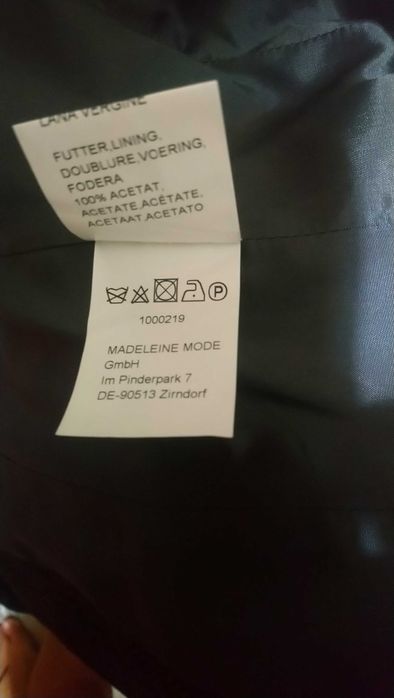 LANA VERGINE
FUTTER,LINING,
DOUBLURE,VOERING,
FODERA
100% ACETAT,
ACETATE,ACÉTATE,
ACETAAT,ACETATO
P
1000219
MADELEINE MODE
GmbH
Im Pinderpark 7
DE-90513 Zirndorf